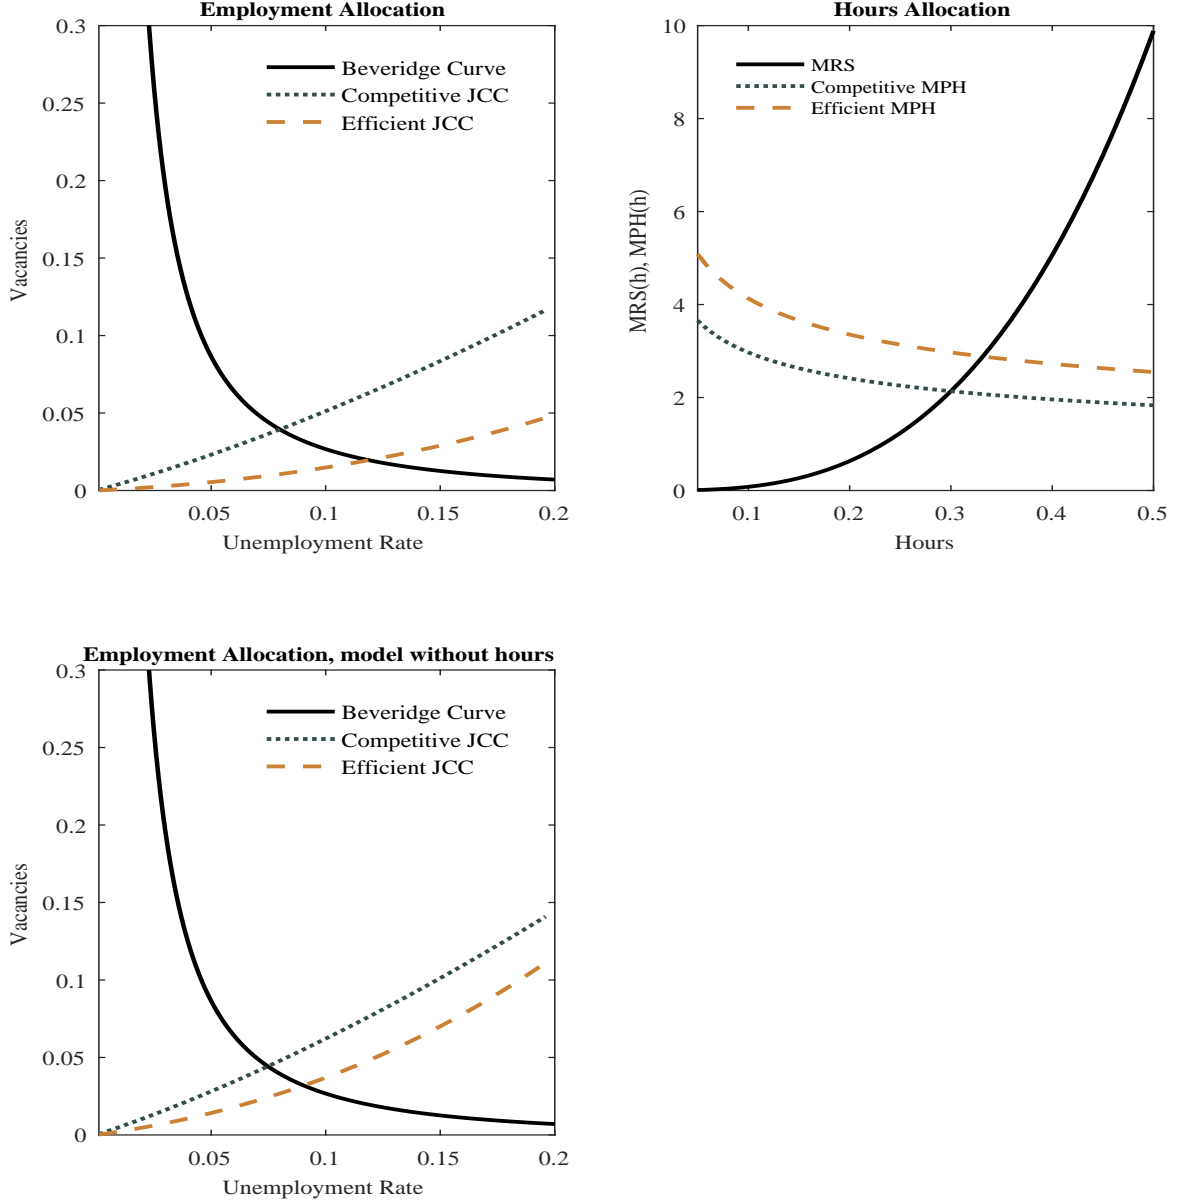 Employment Allocation
0.3
0.25
0.2
0.15
0.1
0.05
0
Vacancies
Beveridge Curve
Competitive JCC
Efficient JCC
0.05
0.1
0.15
0.2
Unemployment Rate
Hours Allocation
10
8
6
4
2
0
MRS(h), MPH(h)
MRS
Competitive MPH
Efficient MPH
0.1
0.2
0.3
0.4
0.5
Hours
Employment Allocation, model without hours
0.3
0.25
0.2
0.15
0.1
0.05
0
Vacancies
Beveridge Curve
Competitive JCC
Efficient JCC
0.05
0.1
0.15
0.2
Unemployment Rate